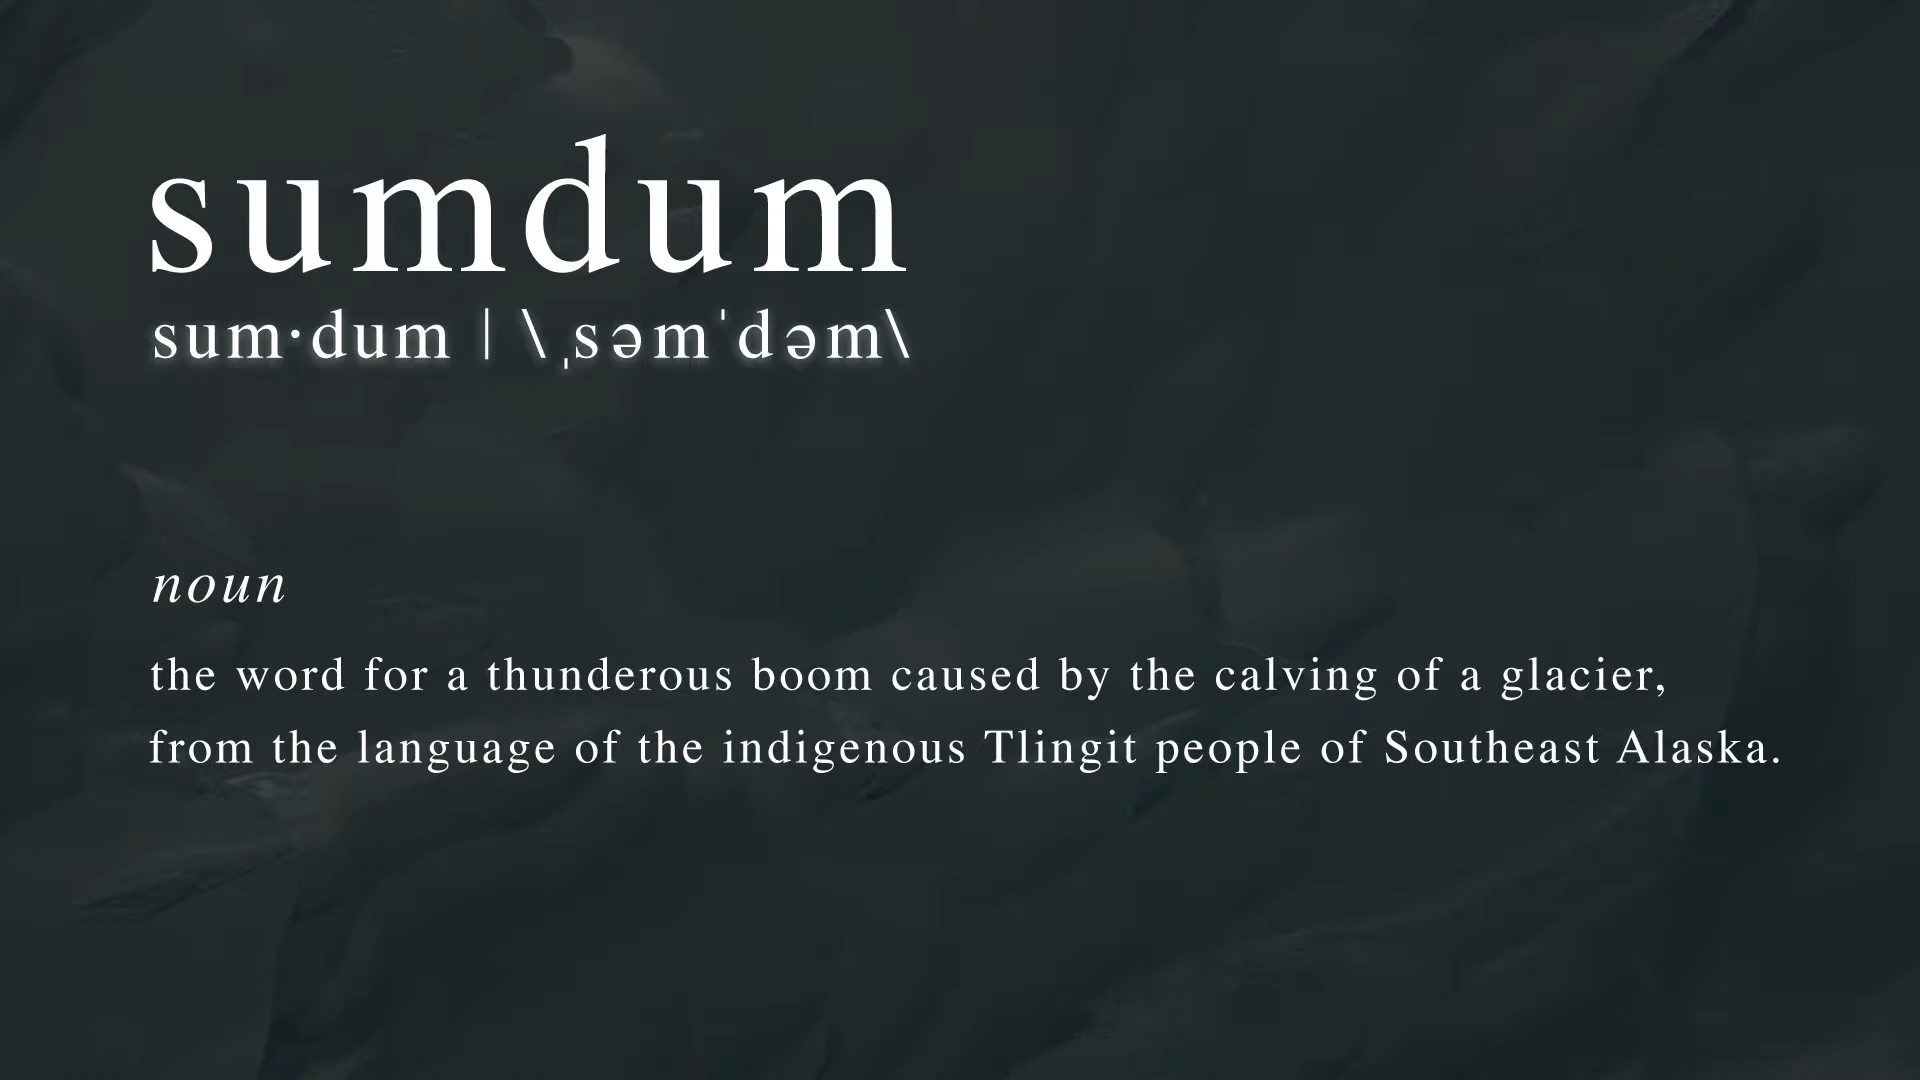 sumdum
sum·dum | \ˌsəmˈdəm\
noun
the word for a thunderous boom caused by the calving of a glacier,
from the language of the indigenous Tlingit people of Southeast Alaska.